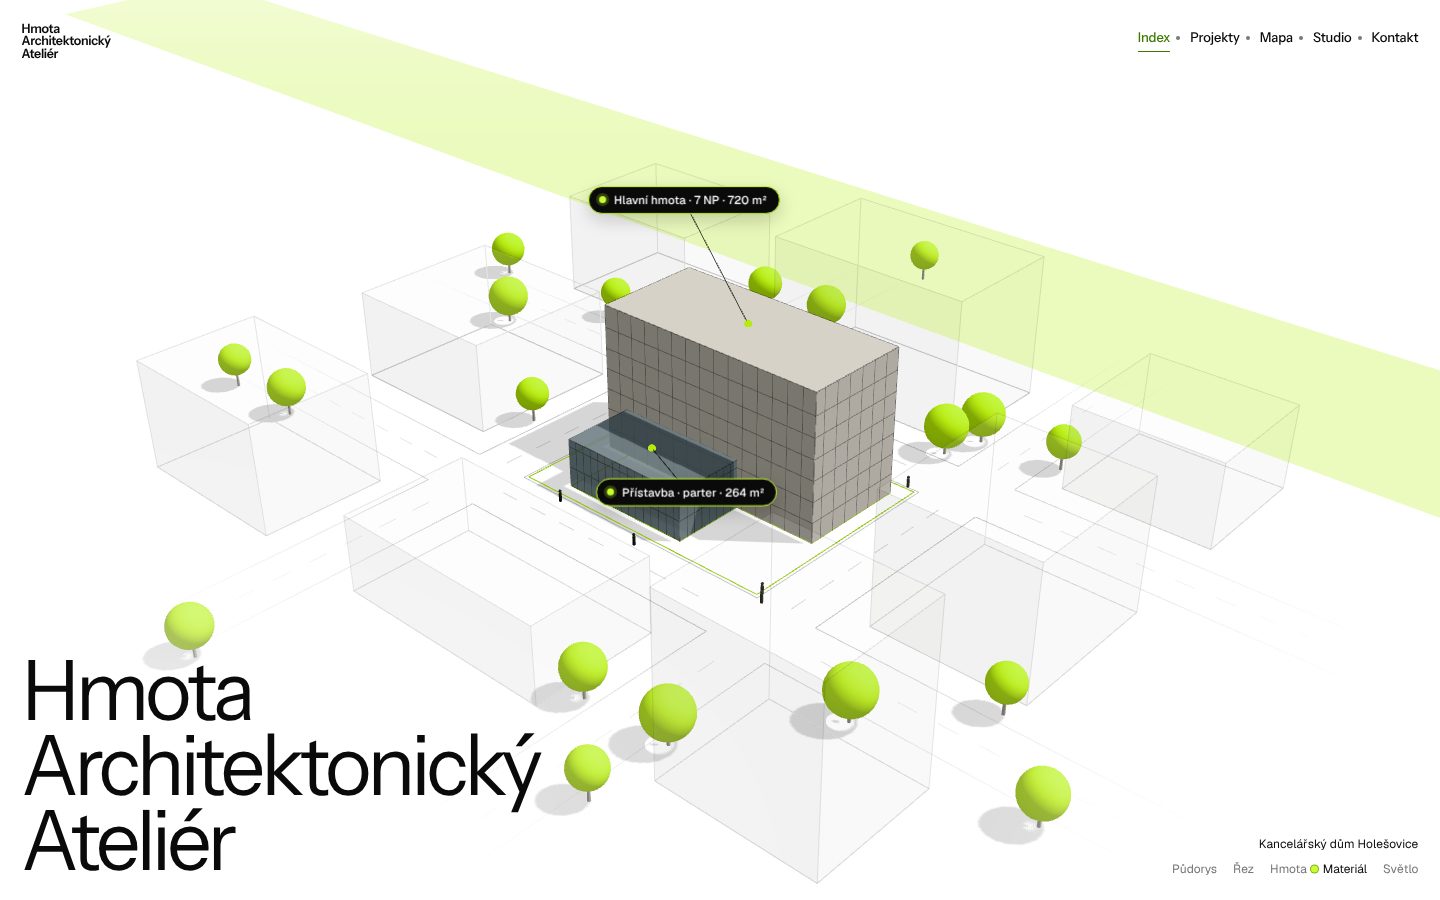 Hmota
Architektonický
Ateliér
Index • Projekty • Mapa • Studio • Kontakt
Hlavní hmota · 7 NP · 720 m²
Přístavba · parter · 264 m²
Hmota
Architektonický
Ateliér
Kancelářský dům Holešovice
Půdorys Řez Hmota Materiál Světlo